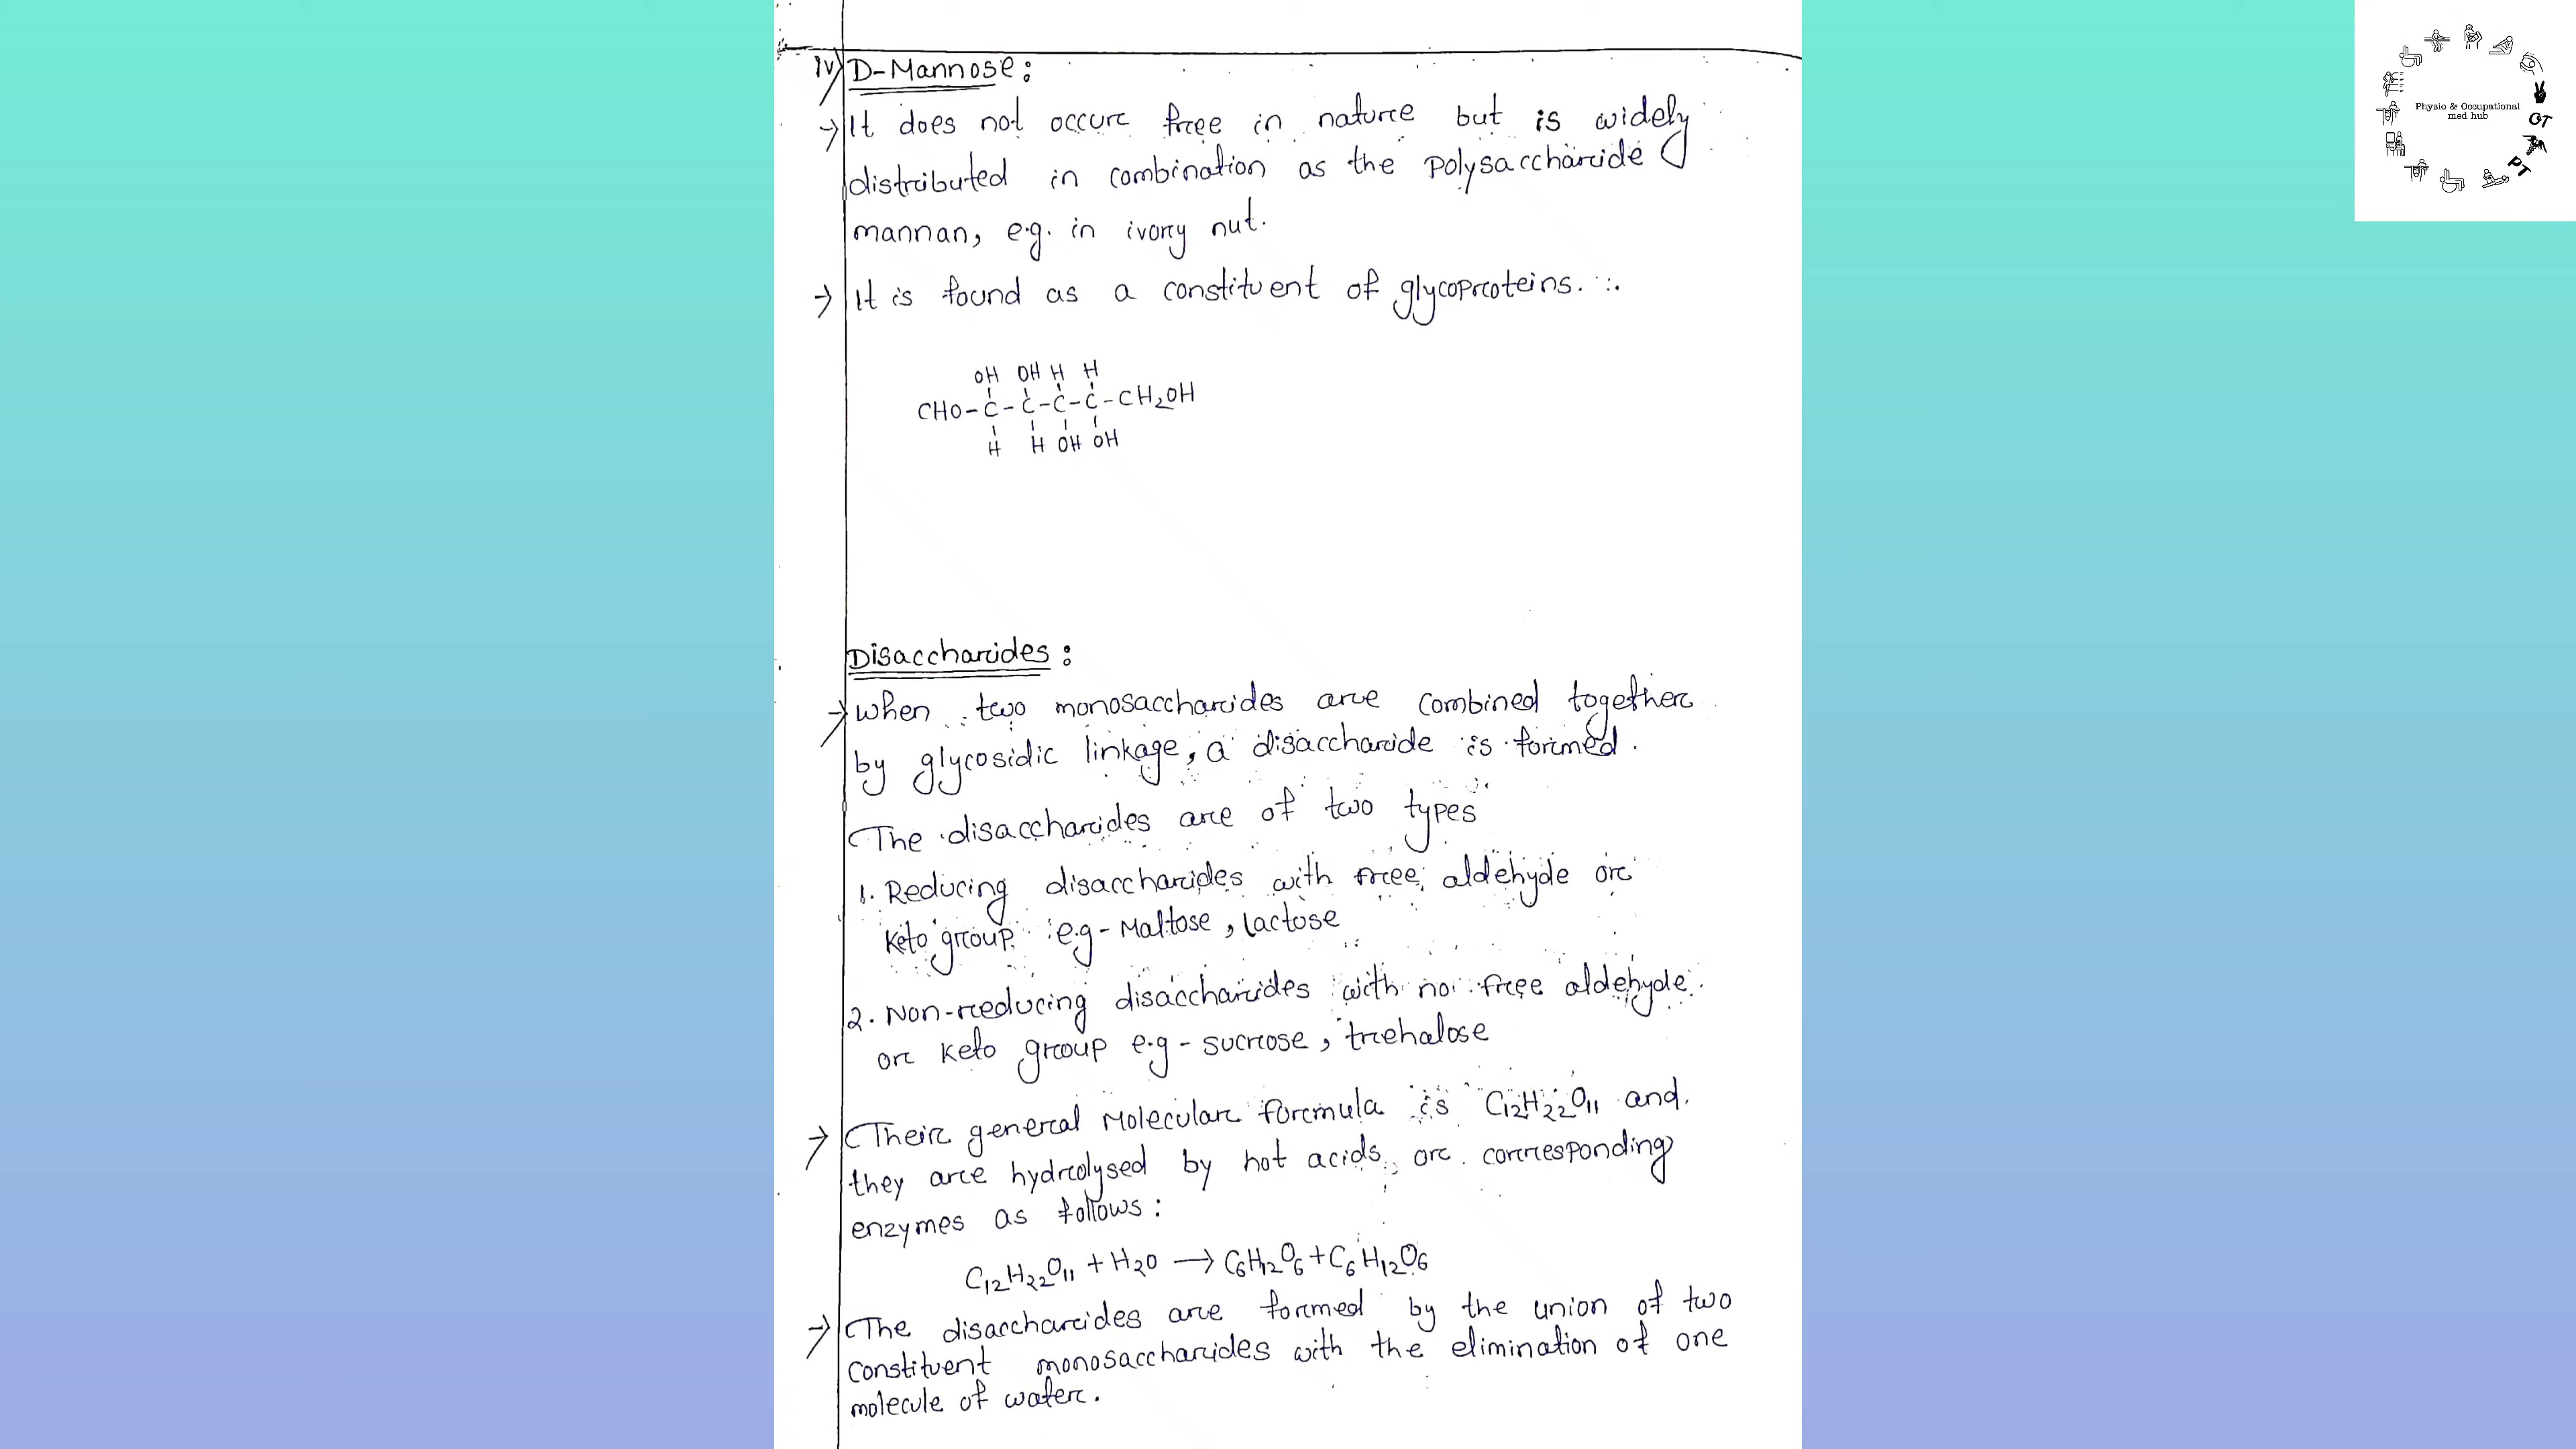 iv) D-Mannose:
→ It does not occur free in nature but is widely
distributed in combination as the polysaccharide
mannan, e.g. in ivory nut.
→ It is found as a constituent of glycoproteins.
OH OH H H
CHO-C-C-C-C-CH₂OH
H H OH OH
Disaccharides:
→ When two monosaccharides are combined together
by glycosidic linkage, a disaccharide is formed.
The disaccharides are of two types
1. Reducing disaccharides with free aldehyde or
keto group. e.g - Maltose, lactose
2. Non-reducing disaccharides with no free aldehyde
or keto group e.g - sucrose, trehalose
→ Their general Molecular formula is C₁₂H₂₂O₁₁ and
they are hydrolysed by hot acids or corresponding
enzymes as follows:
C₁₂H₂₂O₁₁ + H₂O → C₆H₁₂O₆ + C₆H₁₂O₆
→ The disaccharides are formed by the union of two
constituent monosaccharides with the elimination of one
molecule of water.
Physio & Occupational
med hub
OT
PT